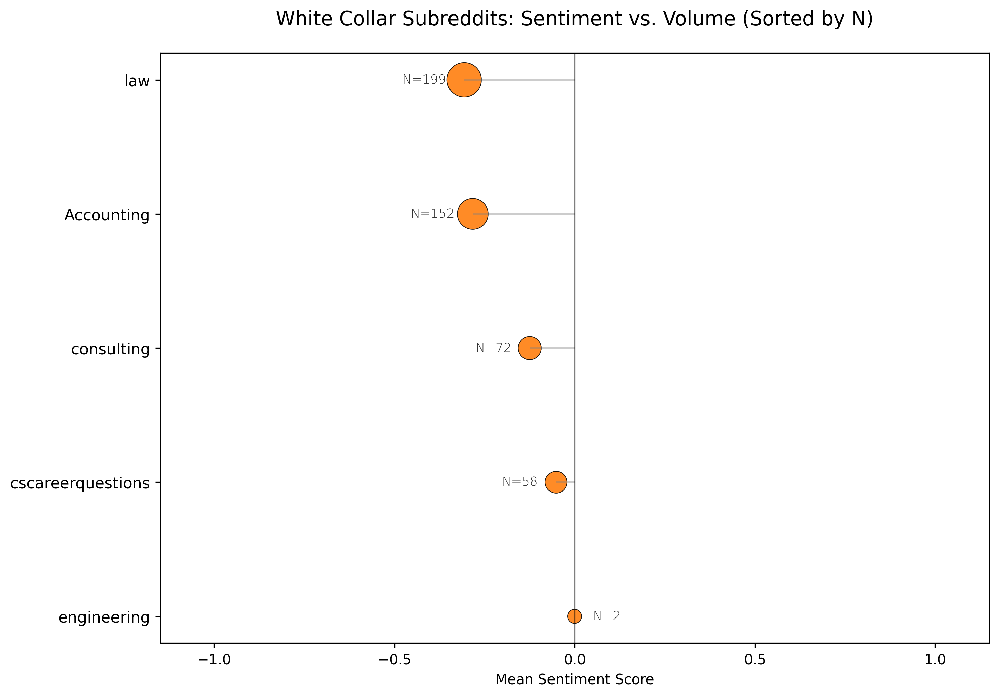 White Collar Subreddits: Sentiment vs. Volume (Sorted by N)
law
N=199
Accounting
N=152
consulting
N=72
cscareerquestions
N=58
engineering
N=2
−1.0
−0.5
0.0
0.5
1.0
Mean Sentiment Score